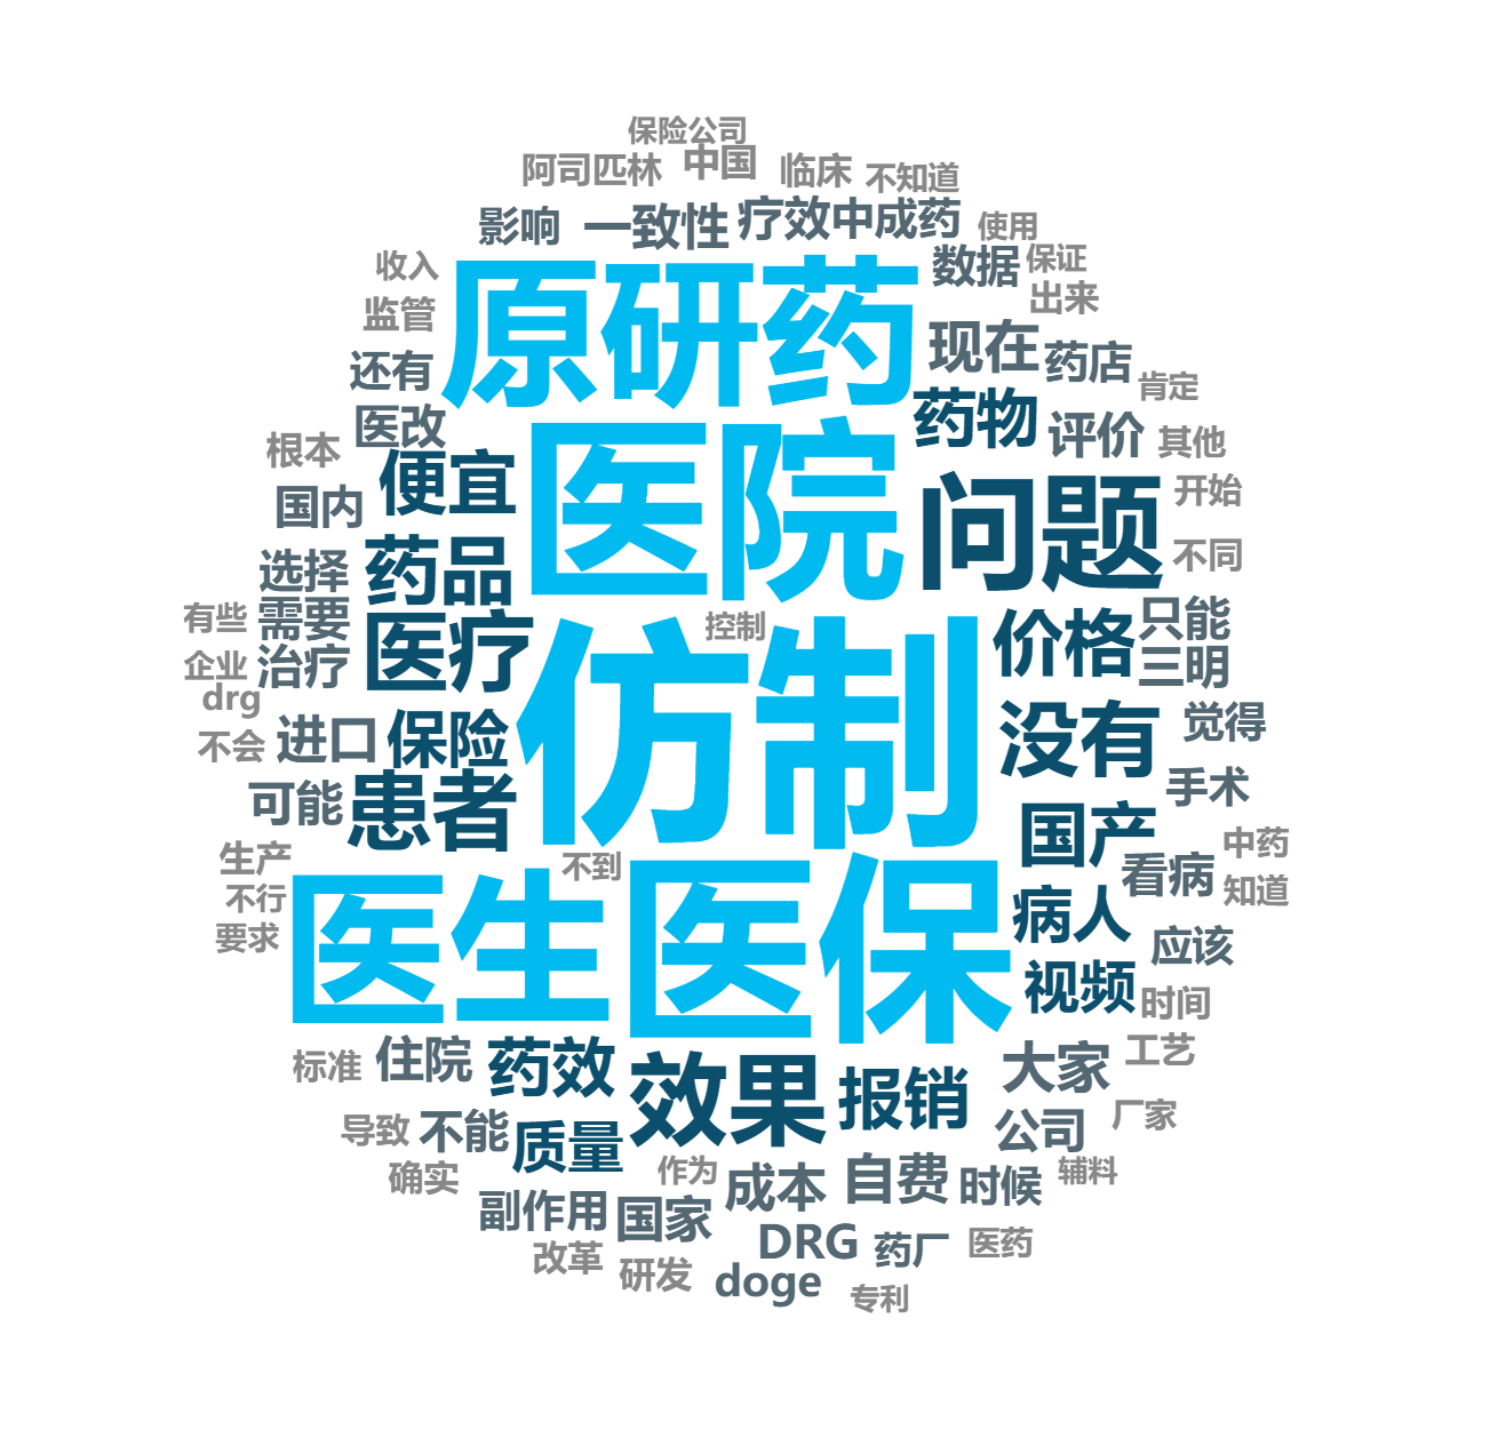 保险公司
阿司匹林 中国 临床 不知道
影响 一致性 疗效 中成药 使用
收入 原研药 数据 保证
监管 出来
还有 现在 药店
医改 药物 评价 肯定
根本 便宜 医院 其他
国内 问题 开始
选择 药品 不同
有些 需要 医疗 控制 价格 只能
企业 治疗 仿制 三明
drg
不会 进口 保险 没有 觉得
可能 患者 手术
生产 不到 国产 中药
不行 医生 医保 看病 知道
要求 病人 应该
视频 时间
标准 住院 药效 效果 报销 大家 工艺
导致 不能 质量 公司 厂家
确实 作为 成本 自费 时候 辅料
副作用 国家
改革 研发 DRG 药厂 医药
doge 专利